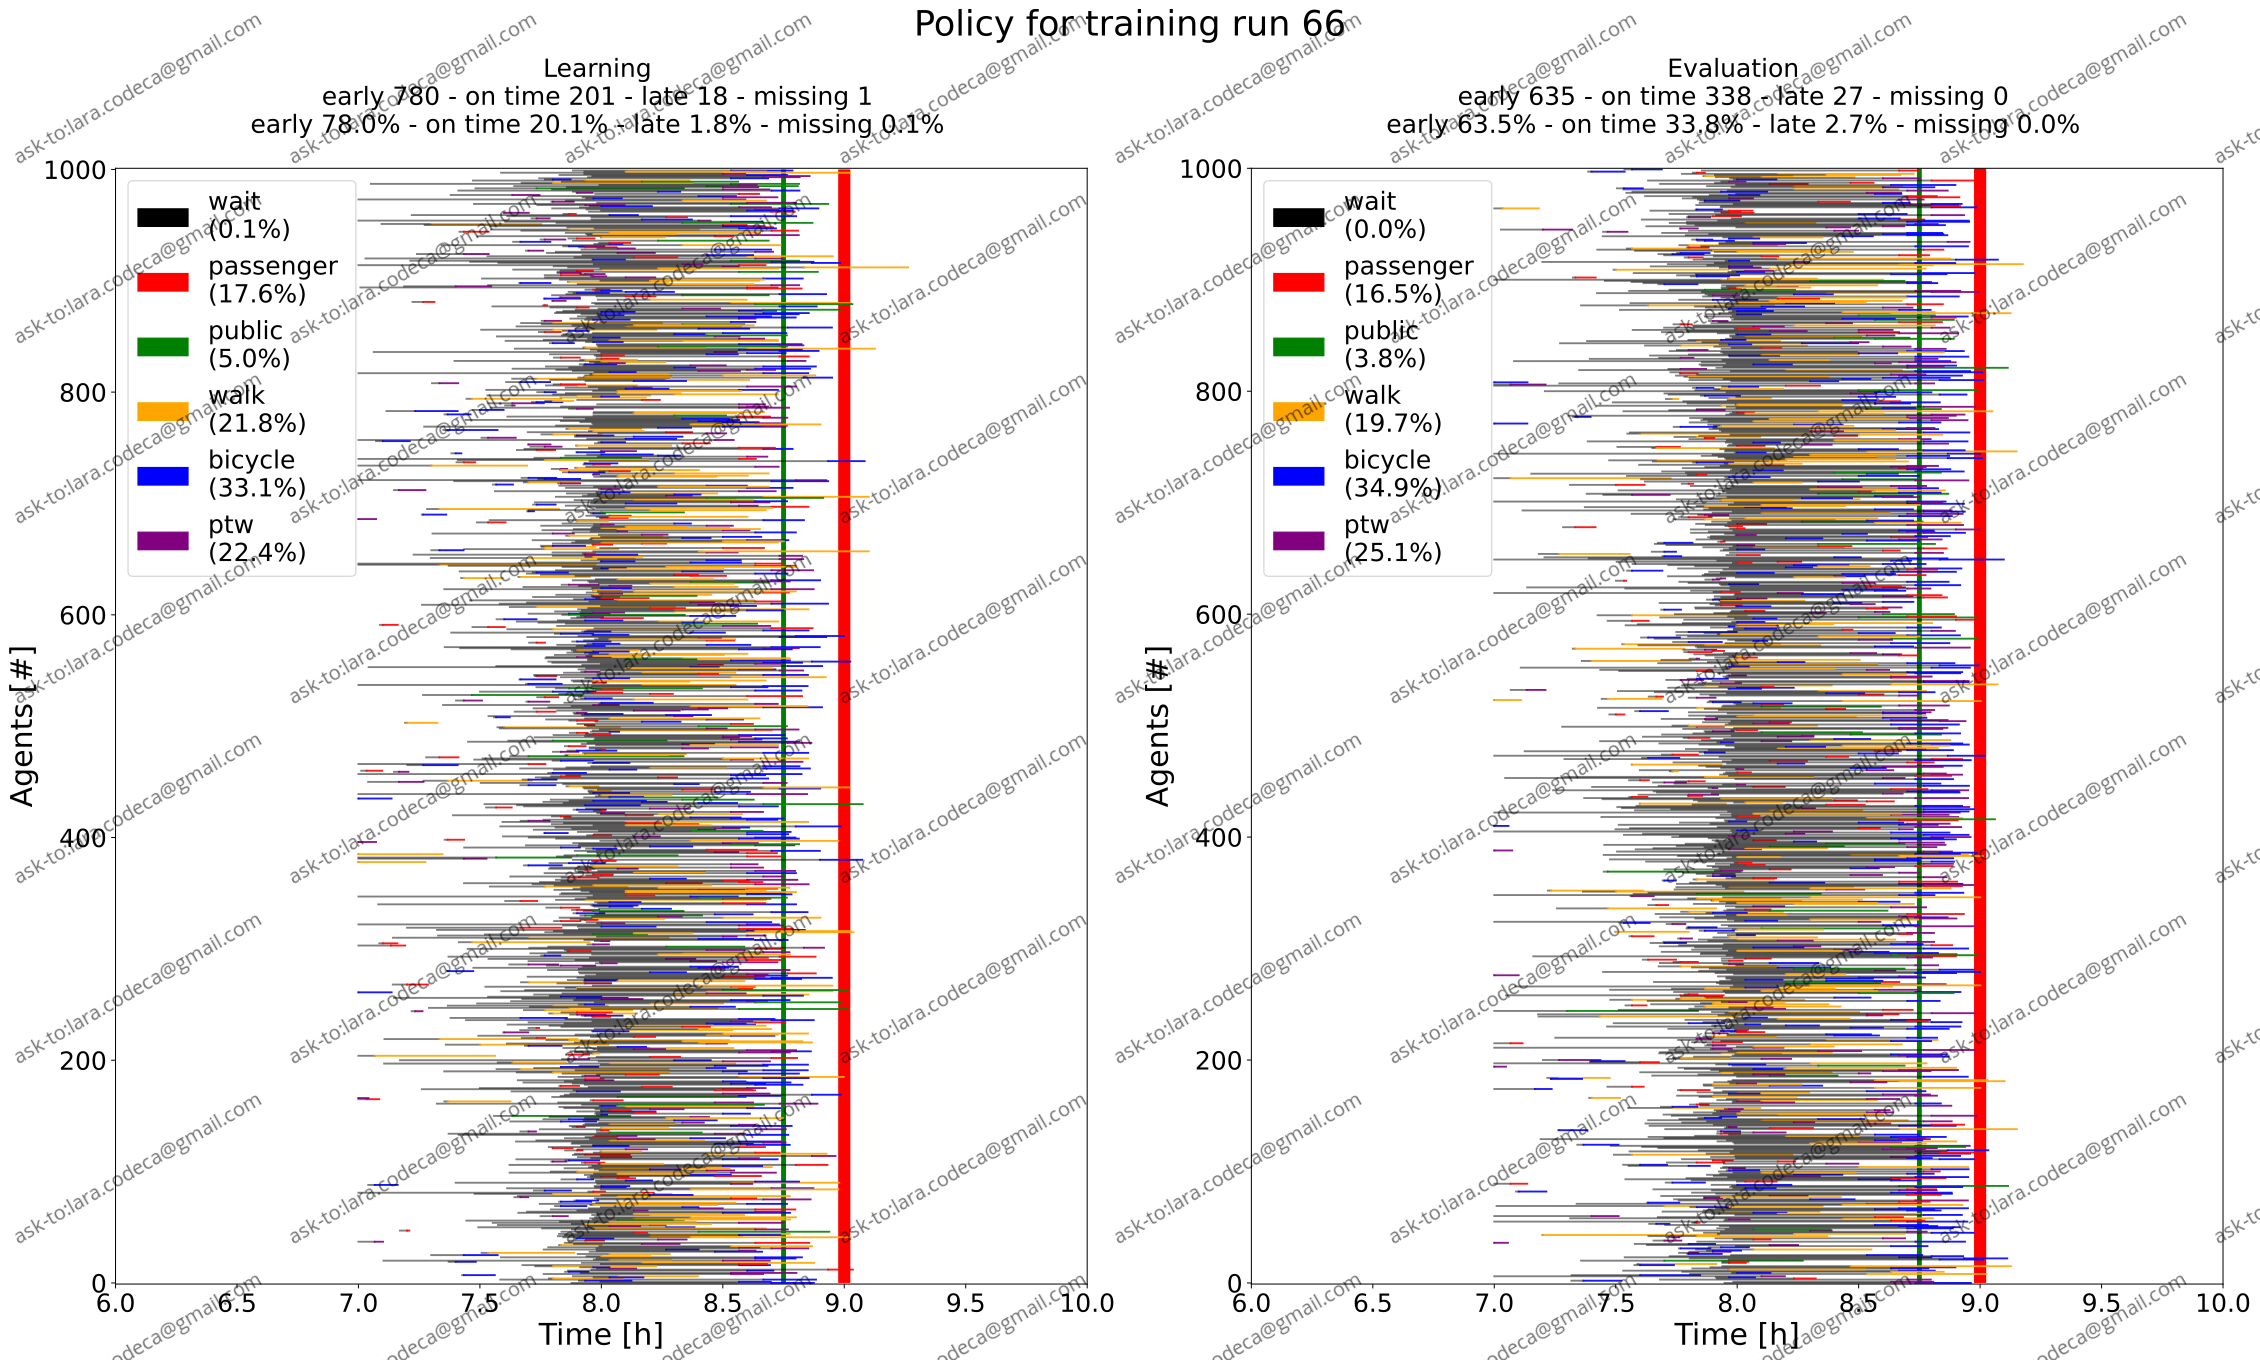 Policy for training run 66
Learning
early 780 - on time 201 - late 18 - missing 1
early 78.0% - on time 20.1% - late 1.8% - missing 0.1%
1000
800
600
400
200
0
Agents [#]
wait
(0.1%)
passenger
(17.6%)
public
(5.0%)
walk
(21.8%)
bicycle
(33.1%)
ptw
(22.4%)
6.0 6.5 7.0 7.5 8.0 8.5 9.0 9.5 10.0
Time [h]
Evaluation
early 635 - on time 338 - late 27 - missing 0
early 63.5% - on time 33.8% - late 2.7% - missing 0.0%
1000
800
600
400
200
0
Agents [#]
wait
(0.0%)
passenger
(16.5%)
public
(3.8%)
walk
(19.7%)
bicycle
(34.9%)
ptw
(25.1%)
6.0 6.5 7.0 7.5 8.0 8.5 9.0 9.5 10.0
Time [h]
ask-to:lara.codeca@gmail.com